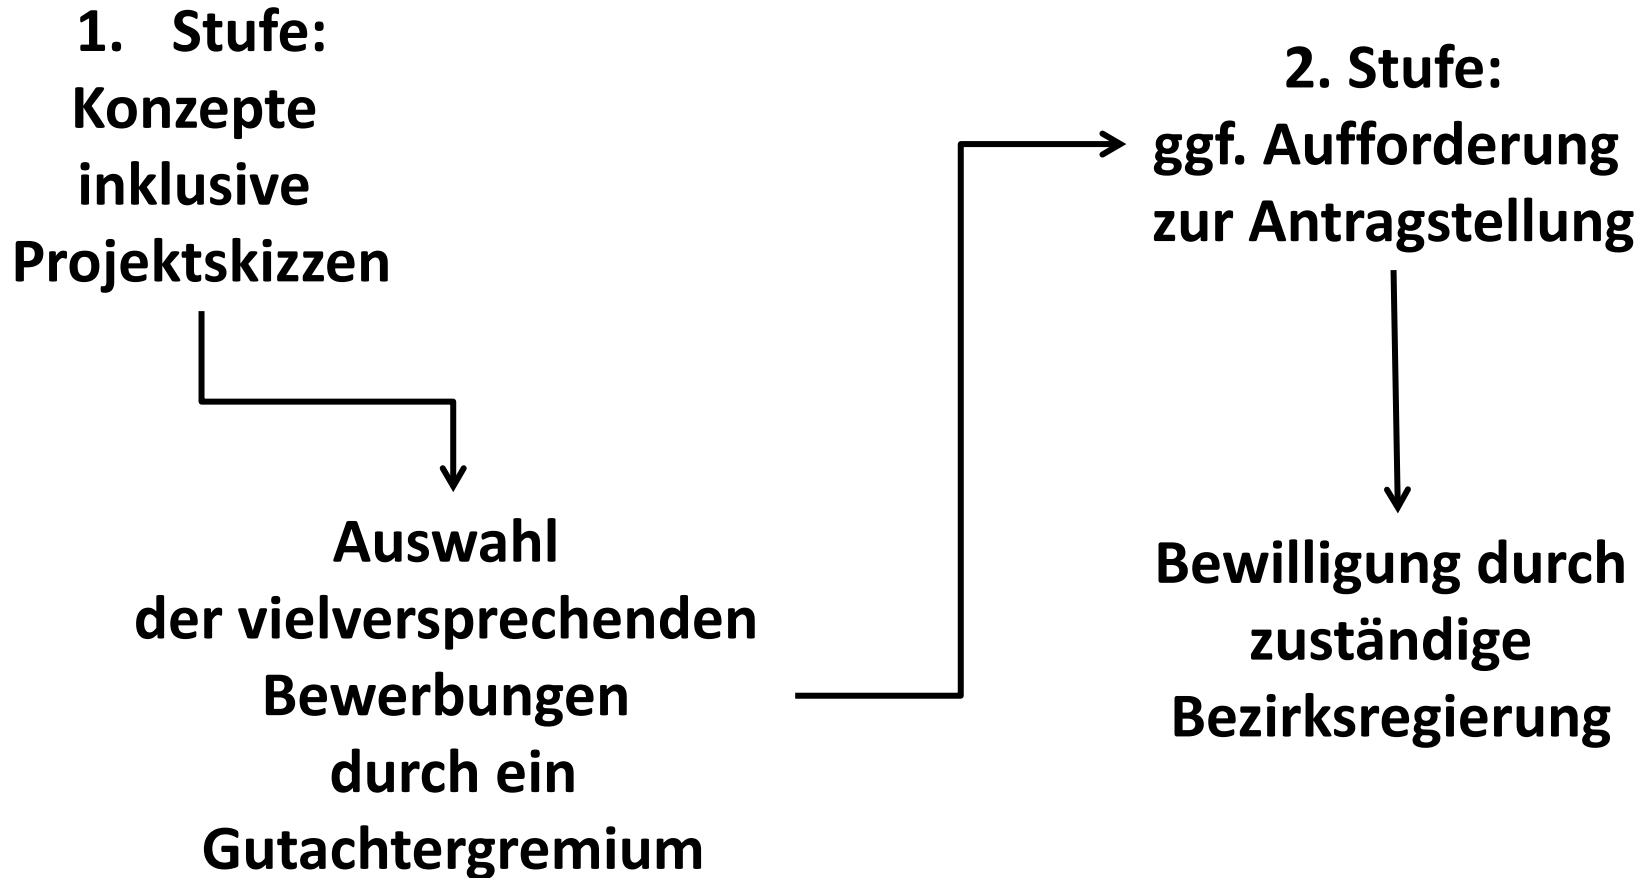 1. Stufe:
Konzepte
inklusive
Projektskizzen
Auswahl
der vielversprechenden
Bewerbungen
durch ein
Gutachtergremium
2. Stufe:
ggf. Aufforderung
zur Antragstellung
Bewilligung durch
zuständige
Bezirksregierung